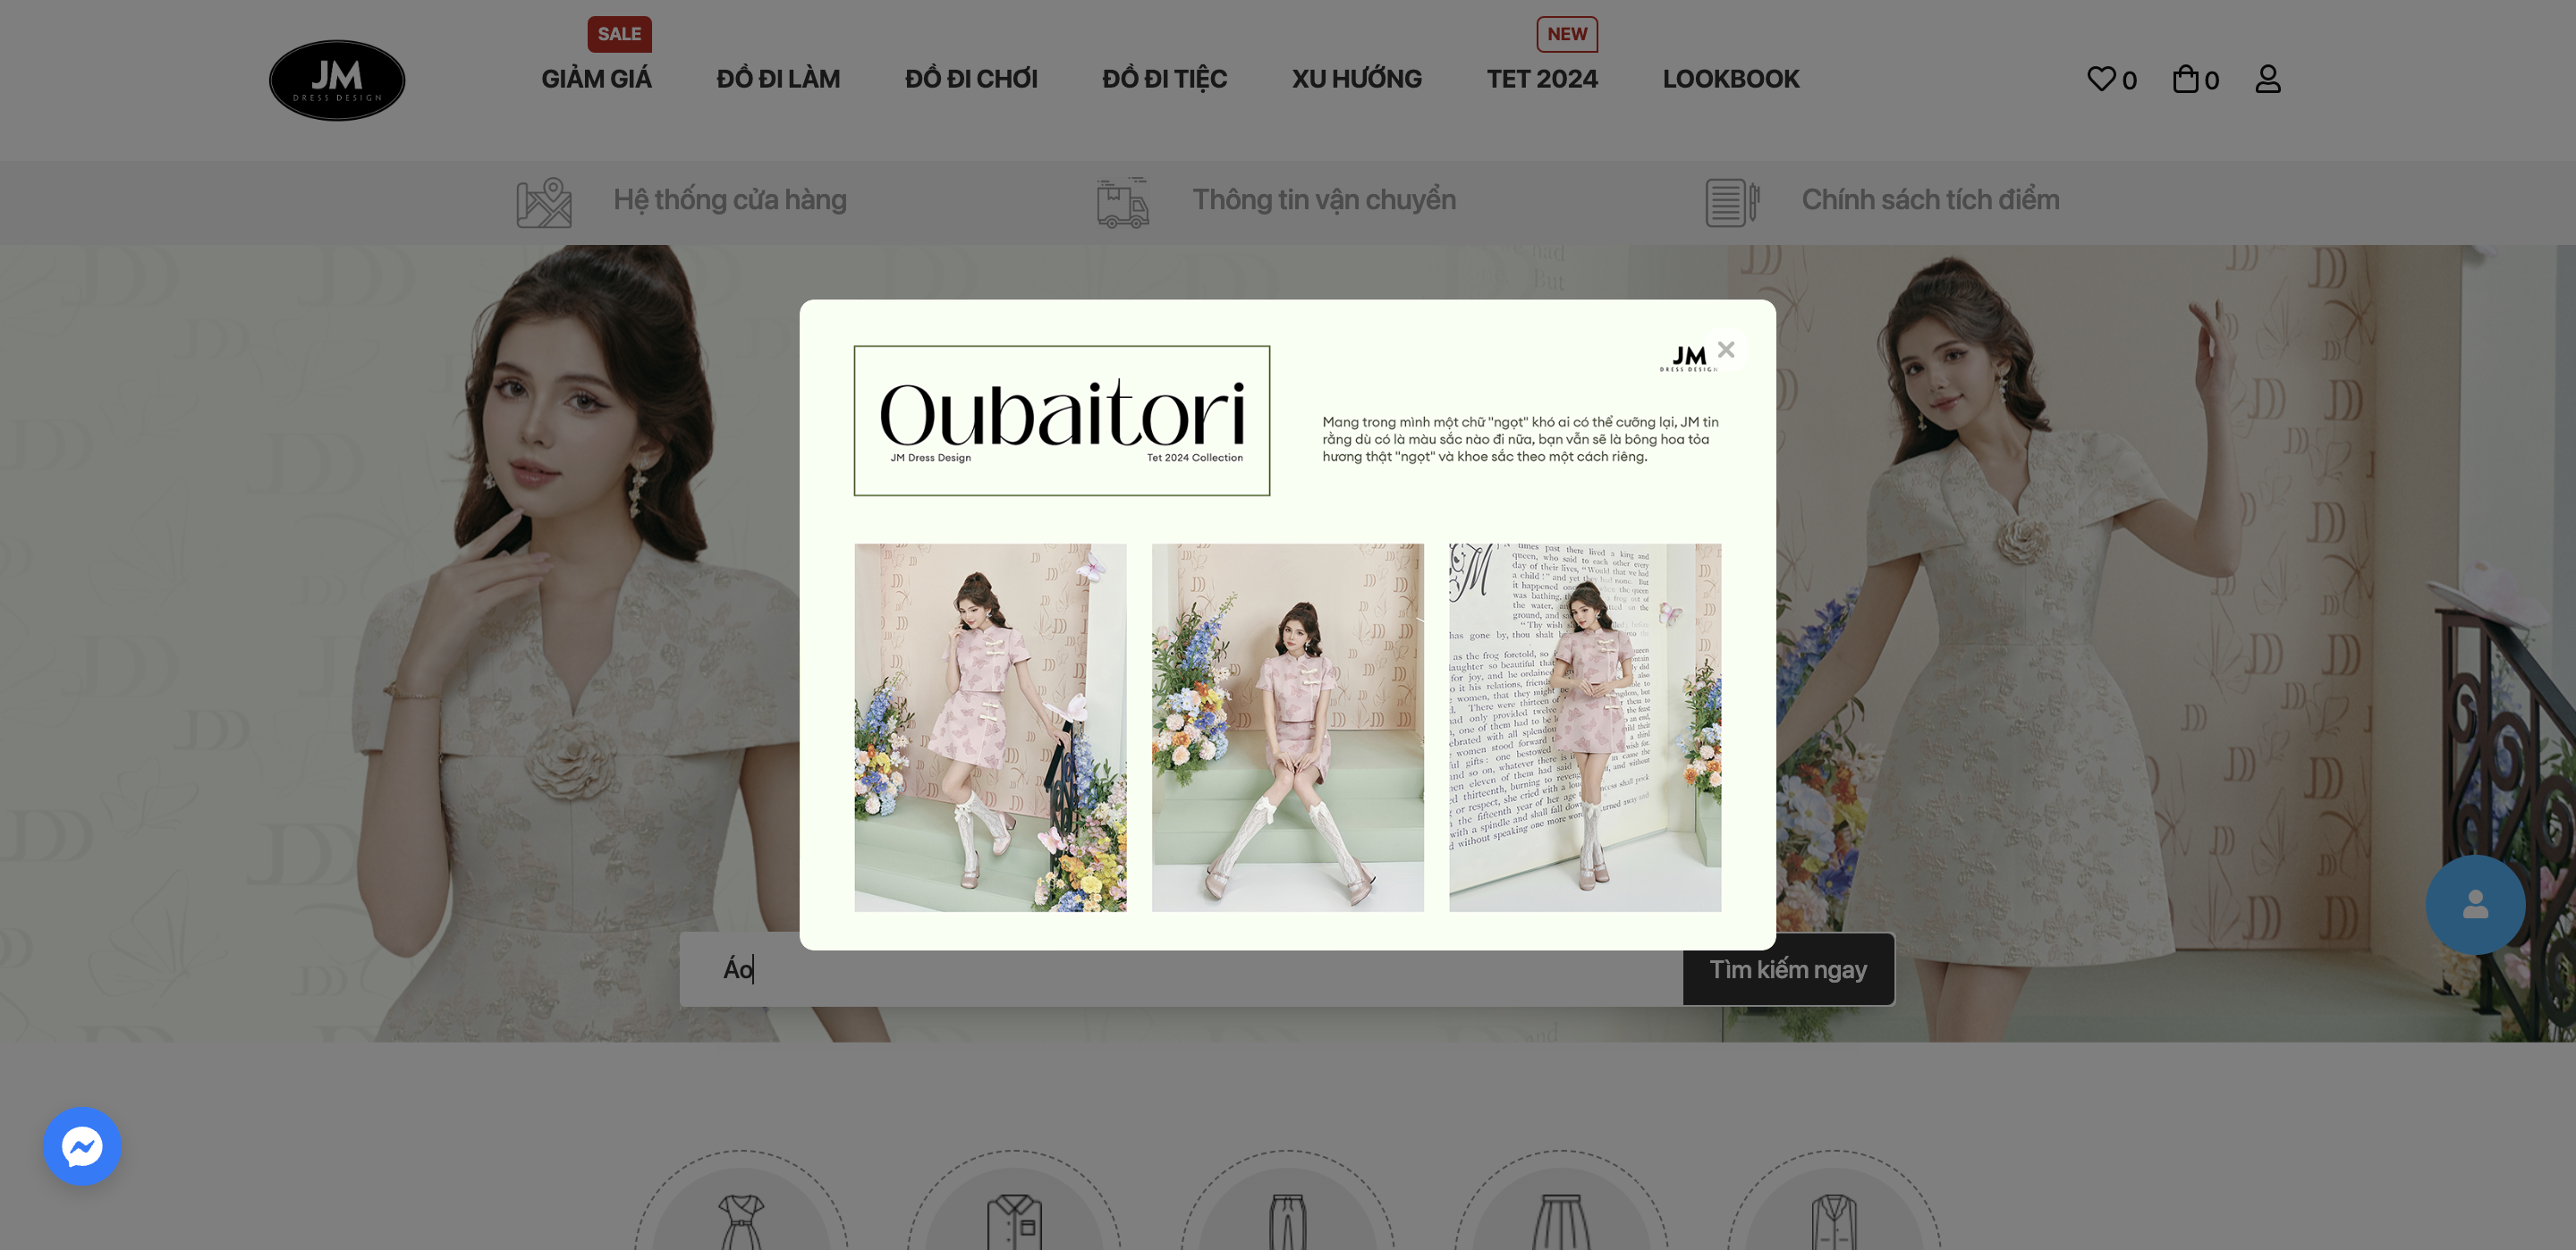 SALE
NEW
JM
DRESS DESIGN
GIẢM GIÁ
ĐỒ ĐI LÀM
ĐỒ ĐI CHƠI
ĐỒ ĐI TIỆC
XU HƯỚNG
TET 2024
LOOKBOOK
0
0
Hệ thống cửa hàng
Thông tin vận chuyển
Chính sách tích điểm
JM
DRESS DESIGN
Oubaitori
JM Dress Design
Tet 2024 Collection
Mang trong mình một chữ "ngọt" khó ai có thể cưỡng lại, JM tin
rằng dù có là màu sắc nào đi nữa, bạn vẫn sẽ là bông hoa tỏa
hương thật "ngọt" và khoe sắc theo một cách riêng.
Áo
Tìm kiếm ngay